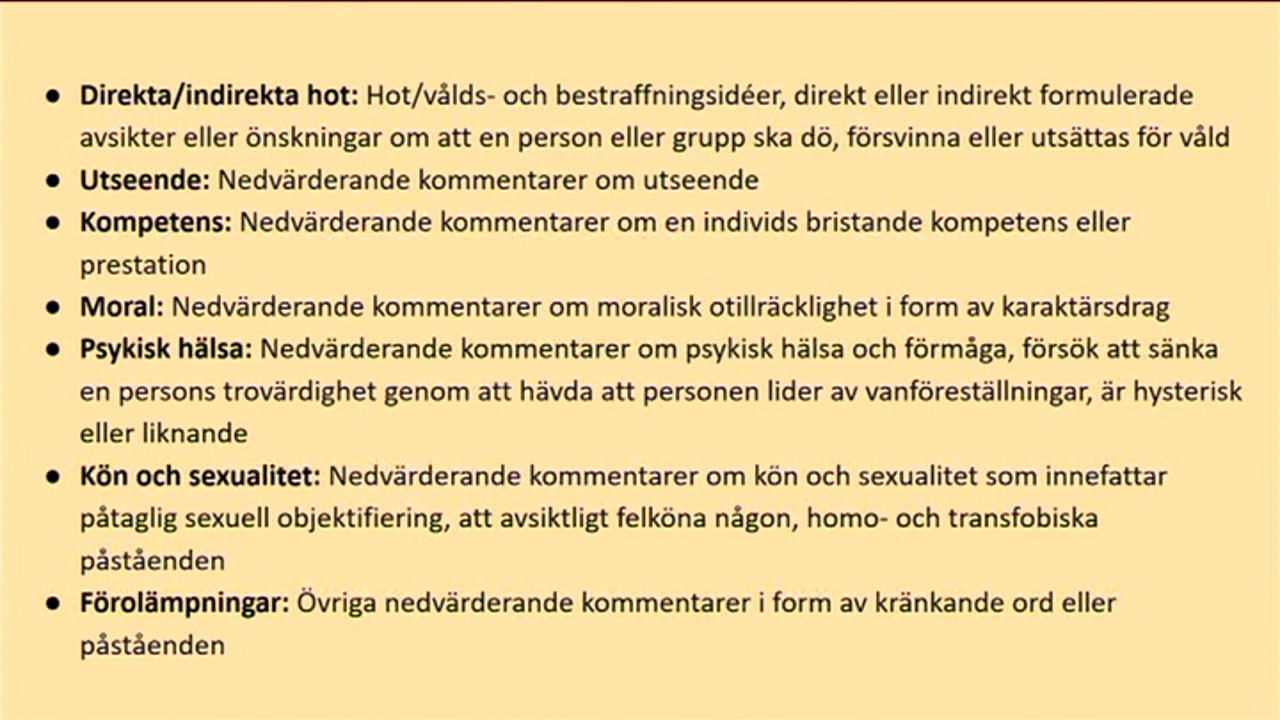 ● Direkta/indirekta hot: Hot/vålds- och bestraffningsidéer, direkt eller indirekt formulerade
avsikter eller önskningar om att en person eller grupp ska dö, försvinna eller utsättas för våld
● Utseende: Nedvärderande kommentarer om utseende
● Kompetens: Nedvärderande kommentarer om en individs bristande kompetens eller
prestation
● Moral: Nedvärderande kommentarer om moralisk otillräcklighet i form av karaktärsdrag
● Psykisk hälsa: Nedvärderande kommentarer om psykisk hälsa och förmåga, försök att sänka
en persons trovärdighet genom att hävda att personen lider av vanföreställningar, är hysterisk
eller liknande
● Kön och sexualitet: Nedvärderande kommentarer om kön och sexualitet som innefattar
påtaglig sexuell objektifiering, att avsiktligt felköna någon, homo- och transfobiska
påståenden
● Förolämpningar: Övriga nedvärderande kommentarer i form av kränkande ord eller
påståenden